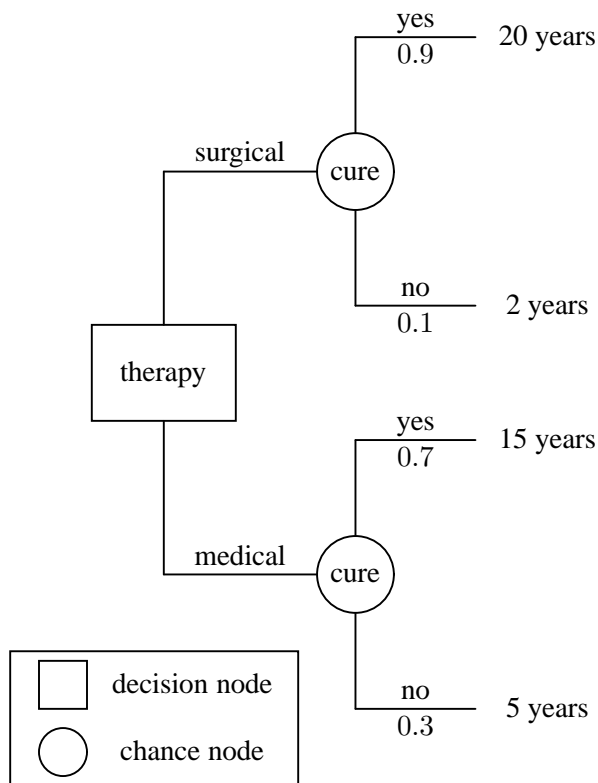 yes
0.9
20 years
surgical
cure
no
0.1
2 years
therapy
yes
0.7
15 years
medical
cure
no
0.3
5 years
decision node
chance node